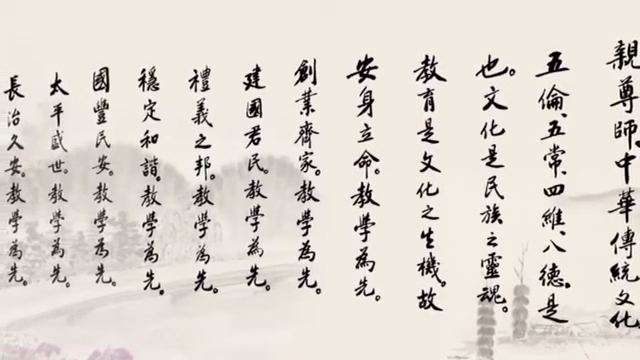 親尊師。中華傳統文化
五倫、五常、四維、八德。是
也。文化是民族之靈魂。
教育是文化之生機。故
安身立命。教學為先。
創業齊家。教學為先。
建國君民。教學為先。
禮義之邦。教學為先。
穩定和諧。教學為先。
國豐民安。教學為先。
太平盛世。教學為先。
長治久安。教學為先。